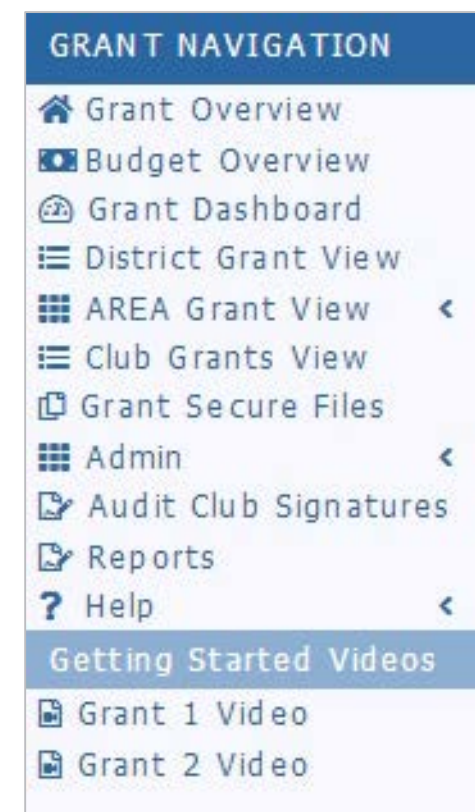 GRANT NAVIGATION
Grant Overview
Budget Overview
Grant Dashboard
District Grant View
AREA Grant View
Club Grants View
Grant Secure Files
Admin
Audit Club Signatures
Reports
Help
Getting Started Videos
Grant 1 Video
Grant 2 Video